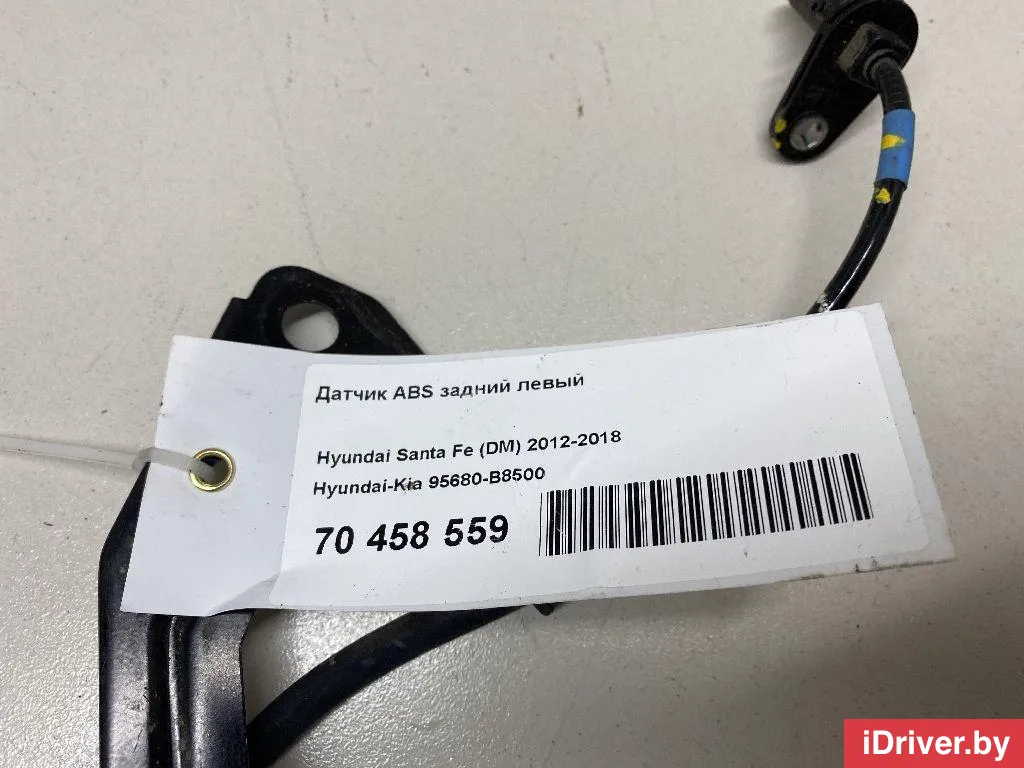 Датчик ABS задний левый
Hyundai Santa Fe (DM) 2012-2018
Hyundai-Kia 95680-B8500
70 458 559
iDriver.by